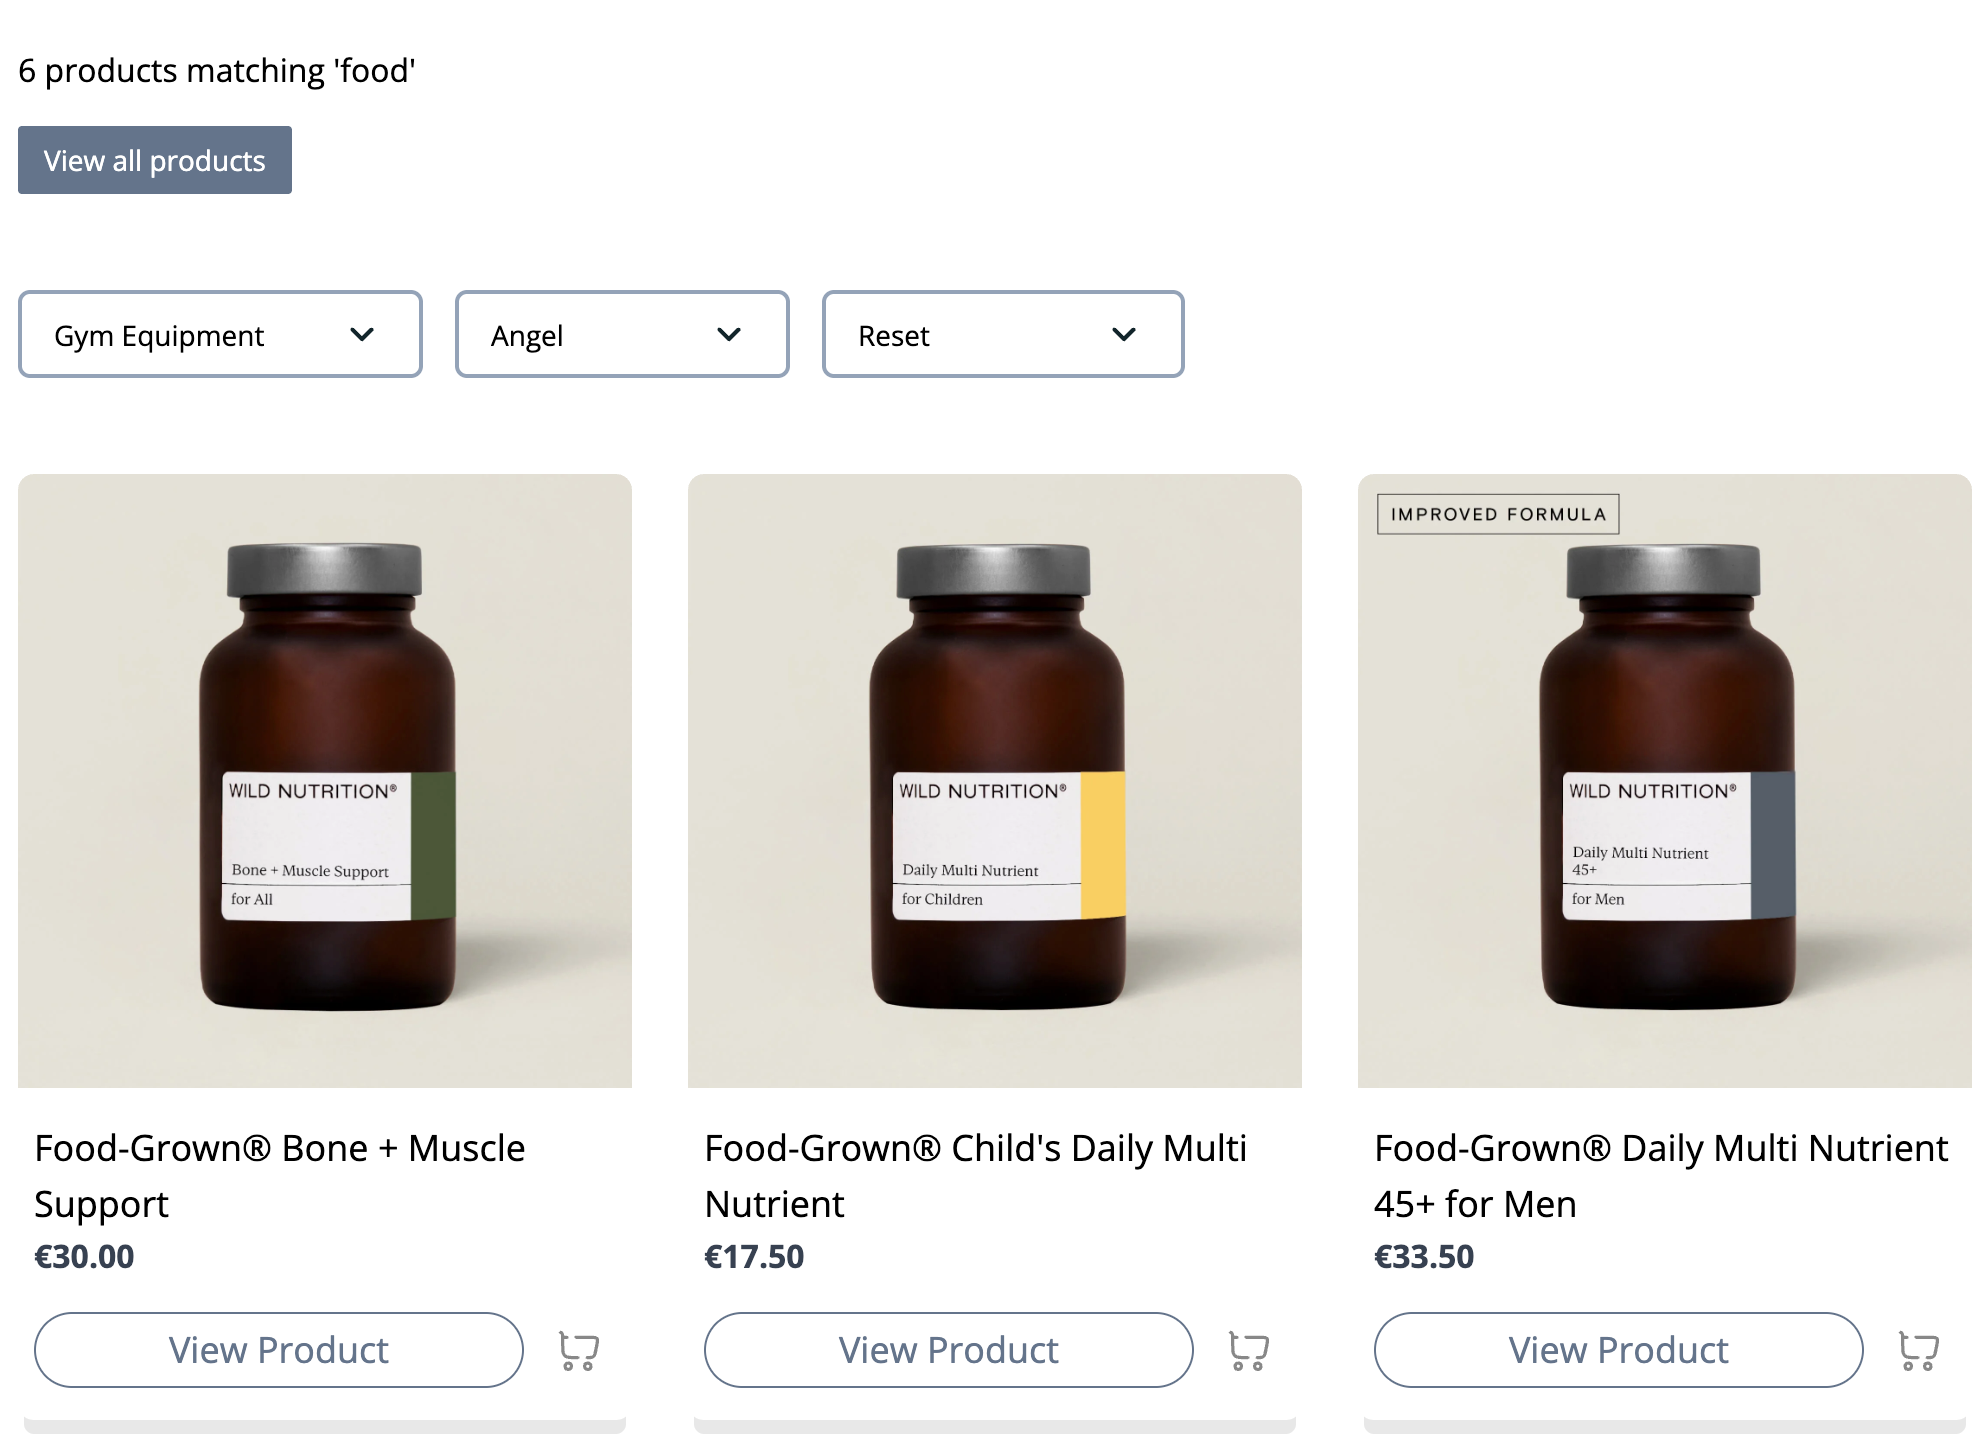 6 products matching 'food'
View all products
Gym Equipment
Angel
Reset
WILD NUTRITION®
Bone + Muscle Support
for All
WILD NUTRITION®
Daily Multi Nutrient
for Children
IMPROVED FORMULA
WILD NUTRITION®
Daily Multi Nutrient
45+
for Men
Food-Grown® Bone + Muscle
Support
€30.00
View Product
Food-Grown® Child's Daily Multi
Nutrient
€17.50
View Product
Food-Grown® Daily Multi Nutrient
45+ for Men
€33.50
View Product